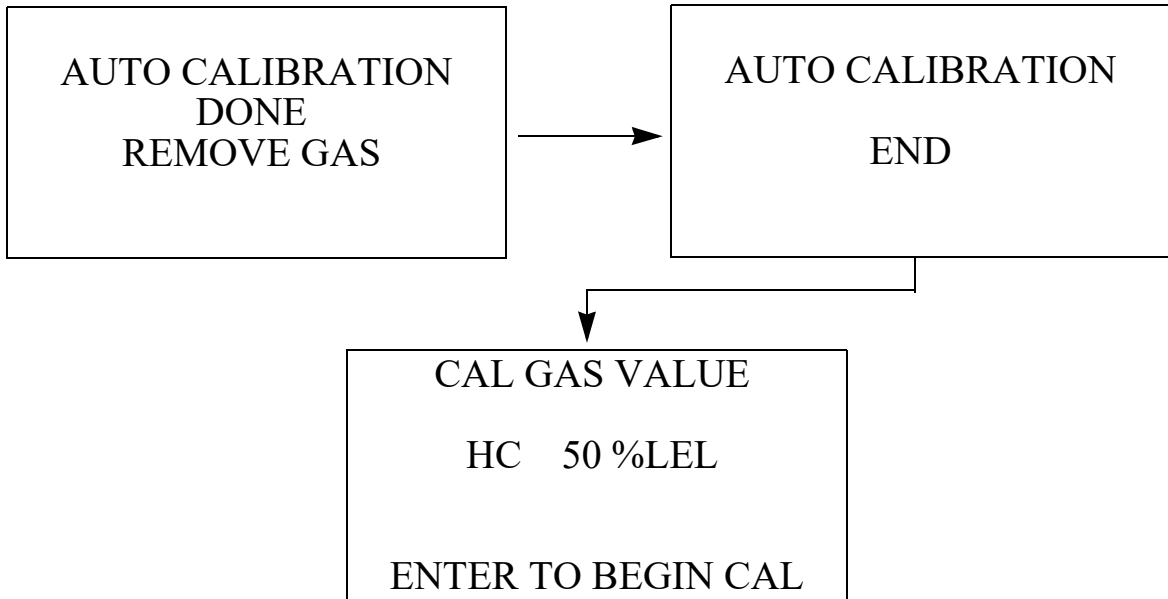 AUTO CALIBRATION
DONE
REMOVE GAS
AUTO CALIBRATION
END
CAL GAS VALUE
HC 50 %LEL
ENTER TO BEGIN CAL